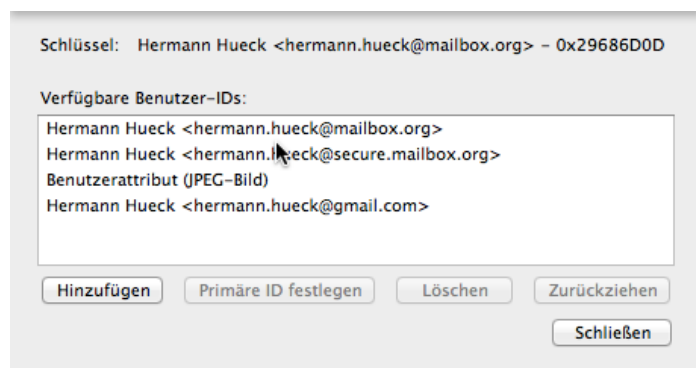 Schlüssel: Hermann Hueck <hermann.hueck@mailbox.org> – 0x29686D0D
Verfügbare Benutzer-IDs:
Hermann Hueck <hermann.hueck@mailbox.org>
Hermann Hueck <hermann.hueck@secure.mailbox.org>
Benutzerattribut (JPEG-Bild)
Hermann Hueck <hermann.hueck@gmail.com>
Hinzufügen Primäre ID festlegen Löschen Zurückziehen
Schließen